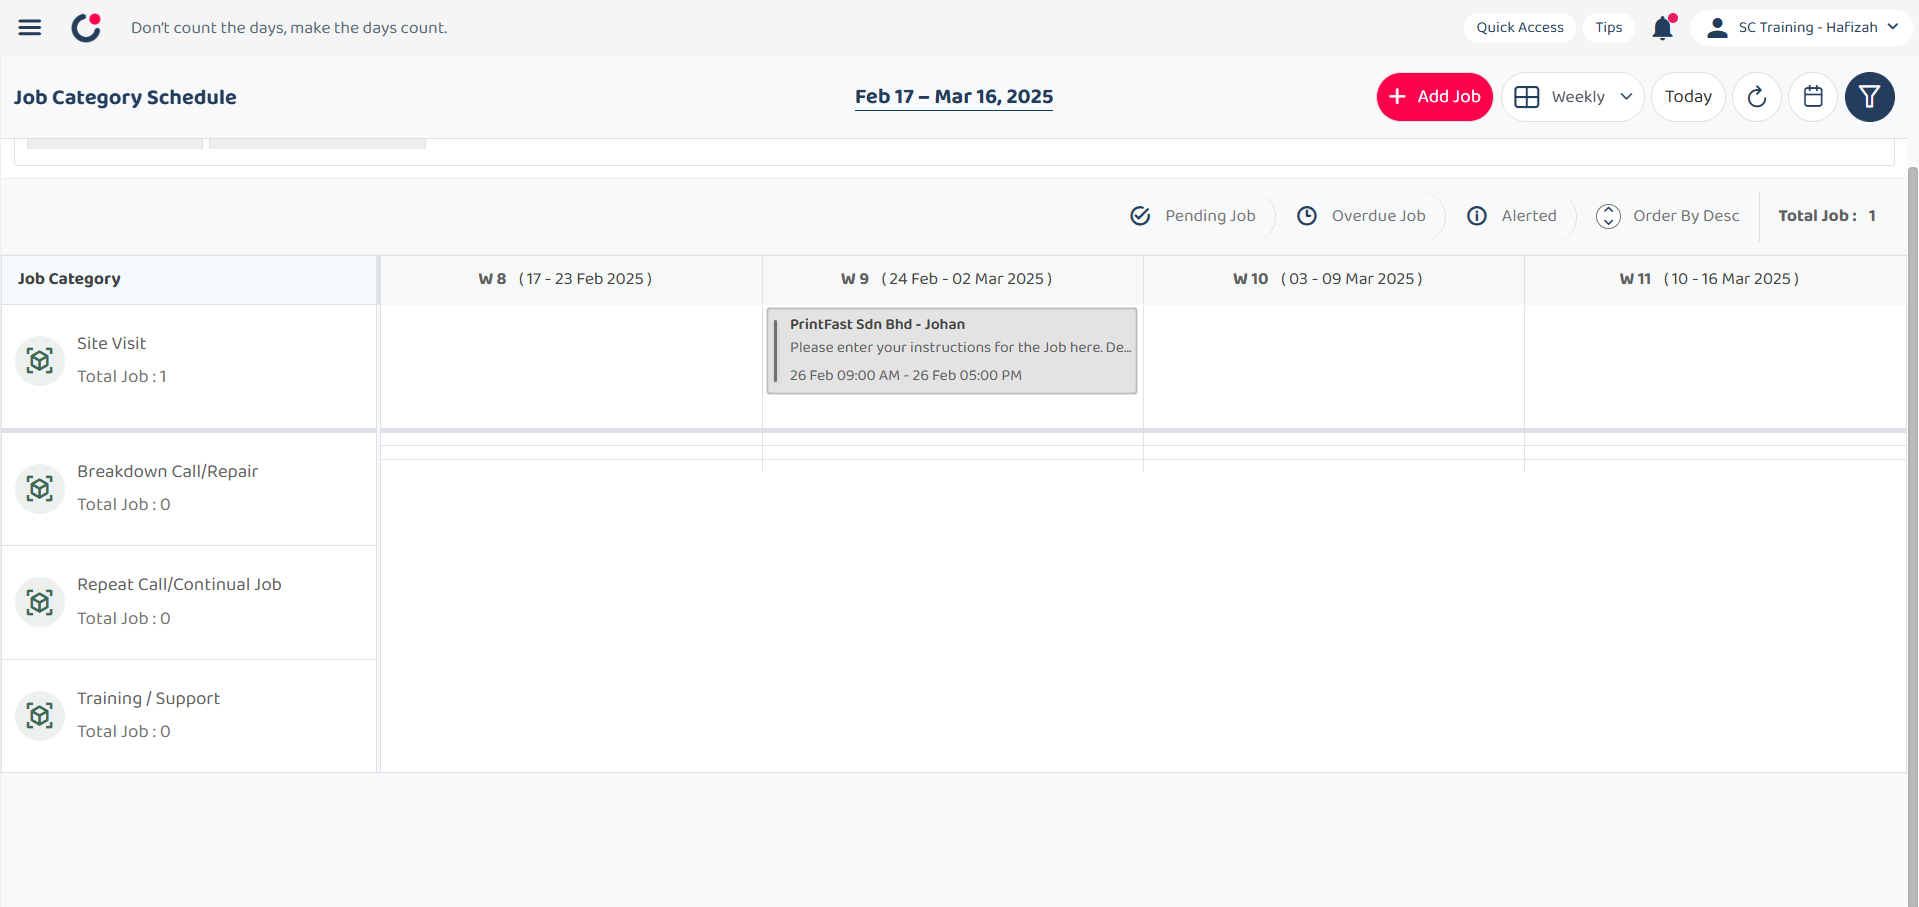 Don't count the days, make the days count.
Quick Access
Tips
SC Training - Hafizah
Job Category Schedule
Feb 17 – Mar 16, 2025
+ Add Job
Weekly
Today
Pending Job
Overdue Job
Alerted
Order By Desc
Total Job : 1
Job Category
W 8 ( 17 - 23 Feb 2025 )
W 9 ( 24 Feb - 02 Mar 2025 )
W 10 ( 03 - 09 Mar 2025 )
W 11 ( 10 - 16 Mar 2025 )
Site Visit
Total Job : 1
PrintFast Sdn Bhd - Johan
Please enter your instructions for the Job here. De...
26 Feb 09:00 AM - 26 Feb 05:00 PM
Breakdown Call/Repair
Total Job : 0
Repeat Call/Continual Job
Total Job : 0
Training / Support
Total Job : 0